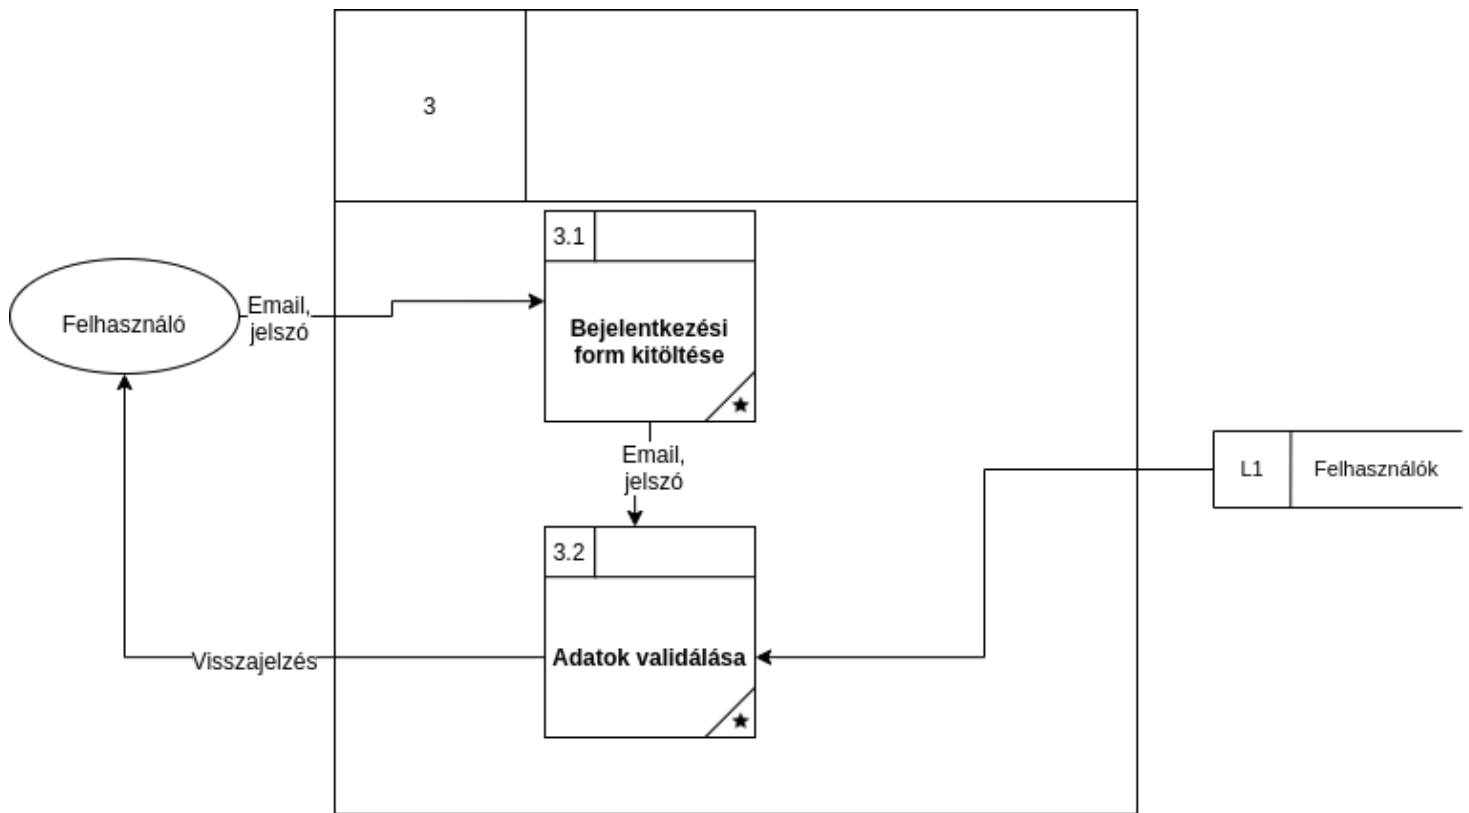 3
3.1
Felhasználó
Email,
jelszó
Bejelentkezési
form kitöltése
Email,
jelszó
L1
Felhasználók
3.2
Adatok validálása
Visszajelzés